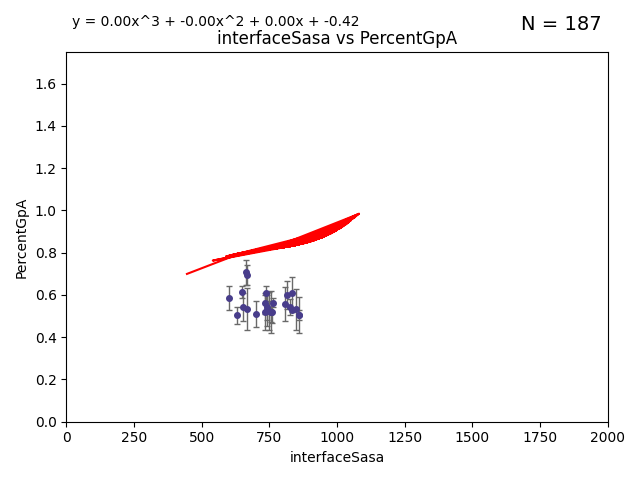 y = 0.00x^3 + -0.00x^2 + 0.00x + -0.42
N = 187
interfaceSasa vs PercentGpA
PercentGpA
1.6
1.4
1.2
1.0
0.8
0.6
0.4
0.2
0.0
0 250 500 750 1000 1250 1500 1750 2000
interfaceSasa